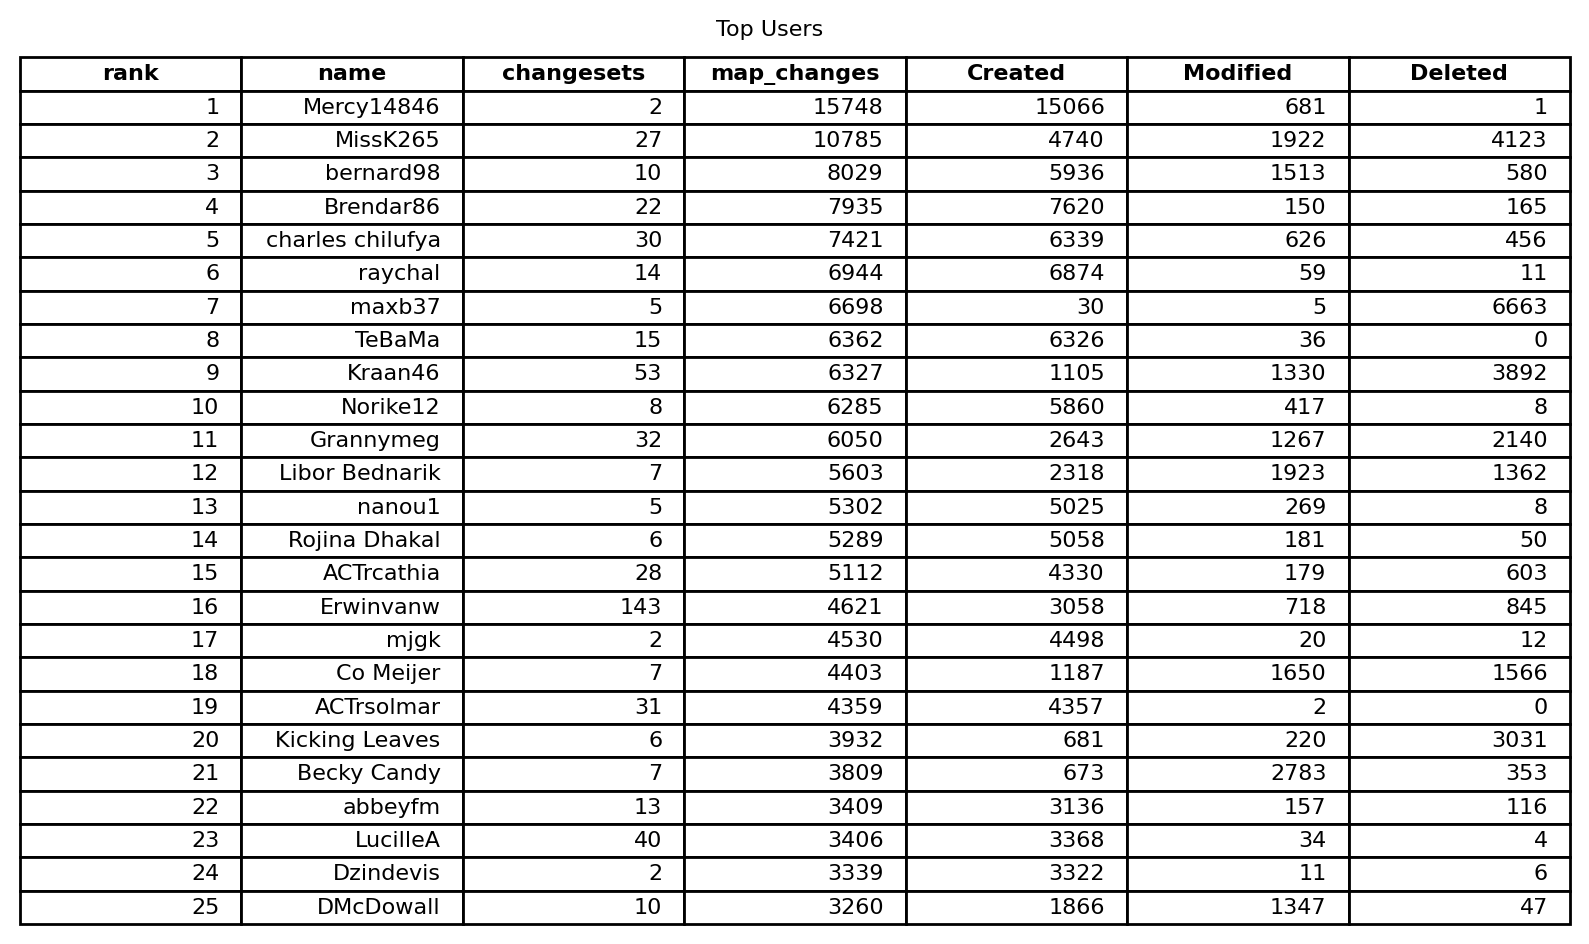 Top Users
rank name changesets map_changes Created Modified Deleted
1 Mercy14846 2 15748 15066 681 1
2 MissK265 27 10785 4740 1922 4123
3 bernard98 10 8029 5936 1513 580
4 Brendar86 22 7935 7620 150 165
5 charles chilufya 30 7421 6339 626 456
6 raychal 14 6944 6874 59 11
7 maxb37 5 6698 30 5 6663
8 TeBaMa 15 6362 6326 36 0
9 Kraan46 53 6327 1105 1330 3892
10 Norike12 8 6285 5860 417 8
11 Grannymeg 32 6050 2643 1267 2140
12 Libor Bednarik 7 5603 2318 1923 1362
13 nanou1 5 5302 5025 269 8
14 Rojina Dhakal 6 5289 5058 181 50
15 ACTrcathia 28 5112 4330 179 603
16 Erwinvanw 143 4621 3058 718 845
17 mjgk 2 4530 4498 20 12
18 Co Meijer 7 4403 1187 1650 1566
19 ACTrsolmar 31 4359 4357 2 0
20 Kicking Leaves 6 3932 681 220 3031
21 Becky Candy 7 3809 673 2783 353
22 abbeyfm 13 3409 3136 157 116
23 LucilleA 40 3406 3368 34 4
24 Dzindevis 2 3339 3322 11 6
25 DMcDowall 10 3260 1866 1347 47